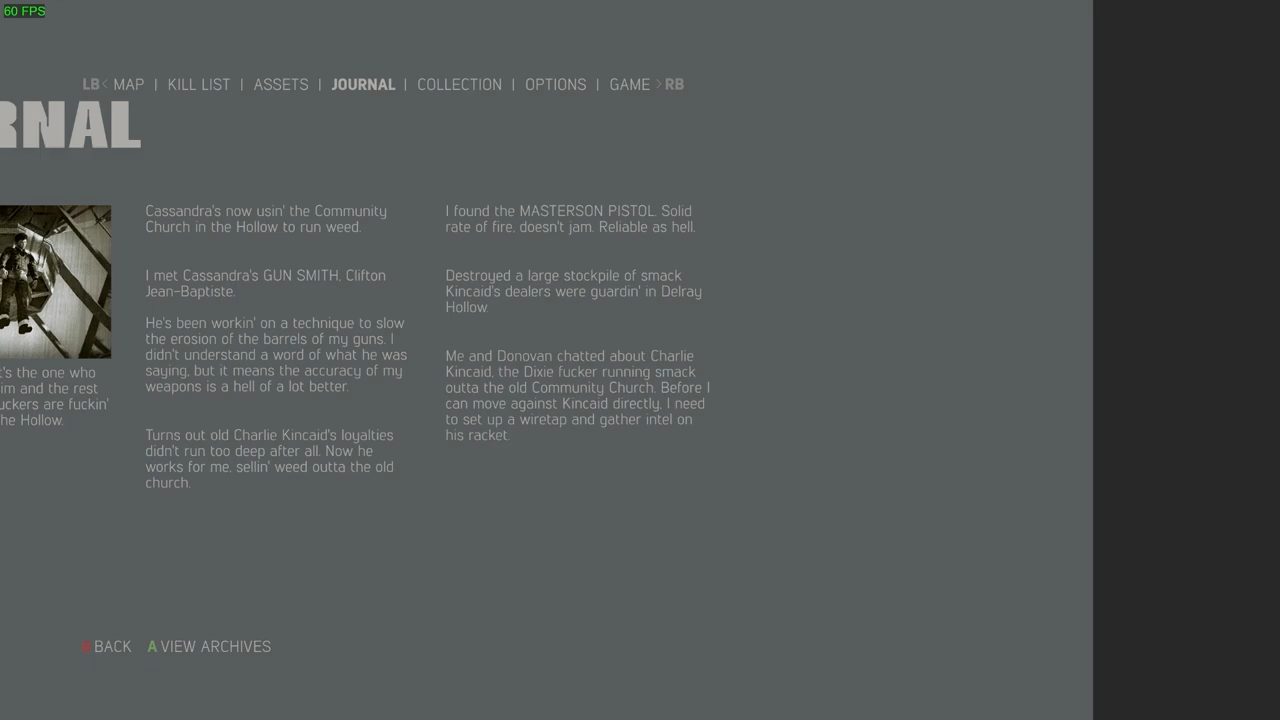 60 FPS
LB< MAP | KILL LIST | ASSETS | JOURNAL | COLLECTION | OPTIONS | GAME >RB
RNAL
t's the one who
im and the rest
uckers are fuckin'
he Hollow.
Cassandra's now usin' the Community
Church in the Hollow to run weed.
I met Cassandra's GUN SMITH, Clifton
Jean-Baptiste.
He's been workin' on a technique to slow
the erosion of the barrels of my guns. I
didn't understand a word of what he was
saying, but it means the accuracy of my
weapons is a hell of a lot better.
Turns out old Charlie Kincaid's loyalties
didn't run too deep after all. Now he
works for me, sellin' weed outta the old
church.
I found the MASTERSON PISTOL. Solid
rate of fire, doesn't jam. Reliable as hell.
Destroyed a large stockpile of smack
Kincaid's dealers were guardin' in Delray
Hollow.
Me and Donovan chatted about Charlie
Kincaid, the Dixie fucker running smack
outta the old Community Church. Before I
can move against Kincaid directly, I need
to set up a wiretap and gather intel on
his racket.
B BACK A VIEW ARCHIVES